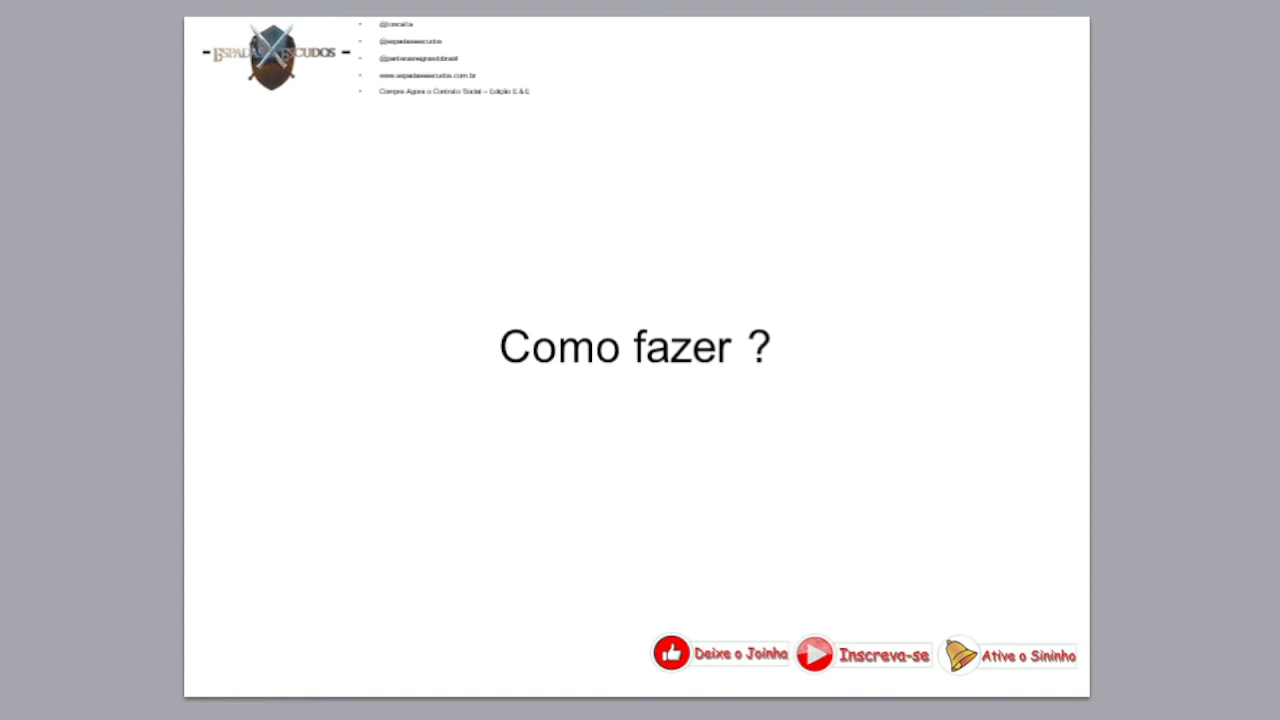 ESPADAS ESCUDOS
@espadaseescudos
@panterasnegrasdobrasil
www.espadaseescudos.com.br
Compre Agora o Contrato Social – Edição E & E
Como fazer ?
Deixe o Joinha
Inscreva-se
Ative o Sininho